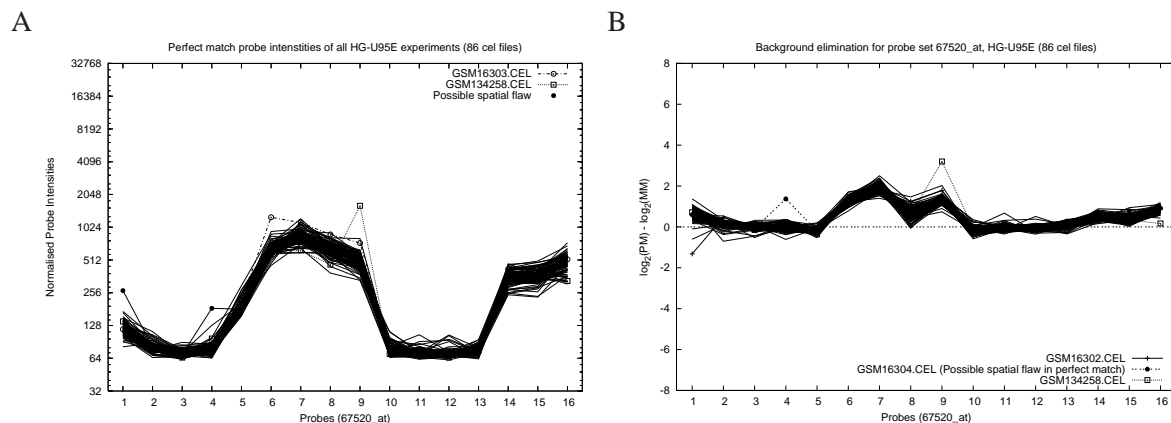 A
Perfect match probe intenstities of all HG-U95E experiments (86 cel files)
32768
16384
8192
4096
2048
1024
512
256
128
64
32
Normalised Probe Intensities
GSM16303.CEL
GSM134258.CEL
Possible spatial flaw
1 2 3 4 5 6 7 8 9 10 11 12 13 14 15 16
Probes (67520_at)
B
Background elimination for probe set 67520_at, HG-U95E (86 cel files)
8
6
4
2
0
-2
-4
-6
-8
log2(PM) - log2(MM)
GSM16302.CEL
GSM16304.CEL (Possible spatial flaw in perfect match)
GSM134258.CEL
1 2 3 4 5 6 7 8 9 10 11 12 13 14 15 16
Probes (67520_at)